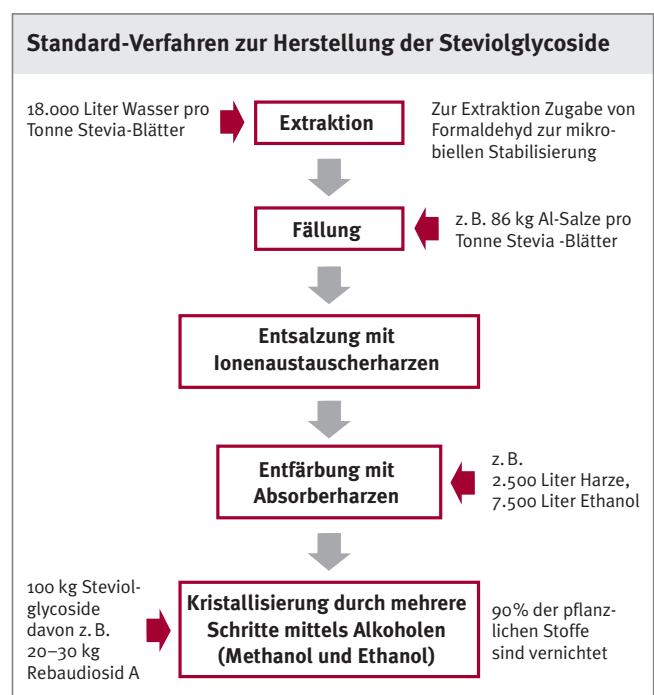 Standard-Verfahren zur Herstellung der Steviolglycoside
18.000 Liter Wasser pro
Tonne Stevia-Blätter
Extraktion
Zur Extraktion Zugabe von
Formaldehyd zur mikro-
biellen Stabilisierung
Fällung
z. B. 86 kg Al-Salze pro
Tonne Stevia -Blätter
Entsalzung mit
Ionenaustauscherharzen
Entfärbung mit
Absorberharzen
z. B.
2.500 Liter Harze,
7.500 Liter Ethanol
100 kg Steviol-
glycoside
davon z. B.
20–30 kg
Rebaudiosid A
Kristallisierung durch mehrere
Schritte mittels Alkoholen
(Methanol und Ethanol)
90% der pflanz-
lichen Stoffe
sind vernichtet